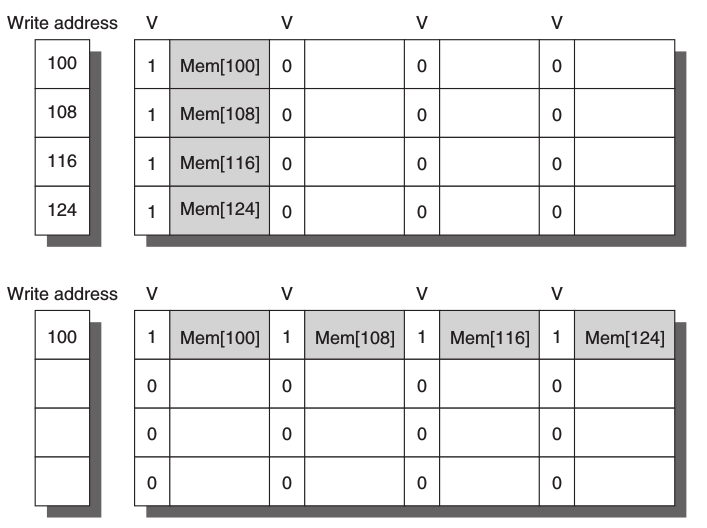 Write address V V V V
100 1 Mem[100] 0 0 0
108 1 Mem[108] 0 0 0
116 1 Mem[116] 0 0 0
124 1 Mem[124] 0 0 0
Write address V V V V
100 1 Mem[100] 1 Mem[108] 1 Mem[116] 1 Mem[124]
0 0 0 0
0 0 0 0
0 0 0 0